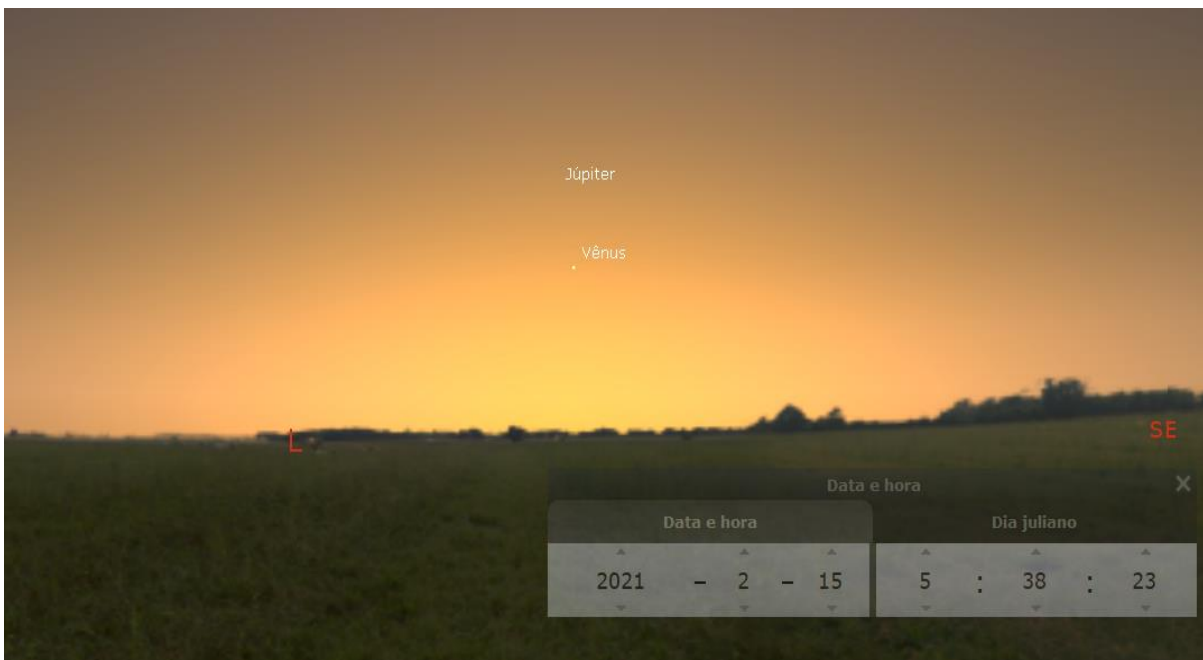 Júpiter
Vênus
L
SE
Data e hora
X
Data e hora
Dia juliano
2021 – 2 – 15 5 : 38 : 23